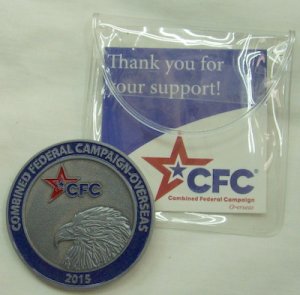 Thank you for
your support!
CFC®
Combined Federal Campaign
Overseas
COMBINED FEDERAL CAMPAIGN-OVERSEAS
CFC
2015